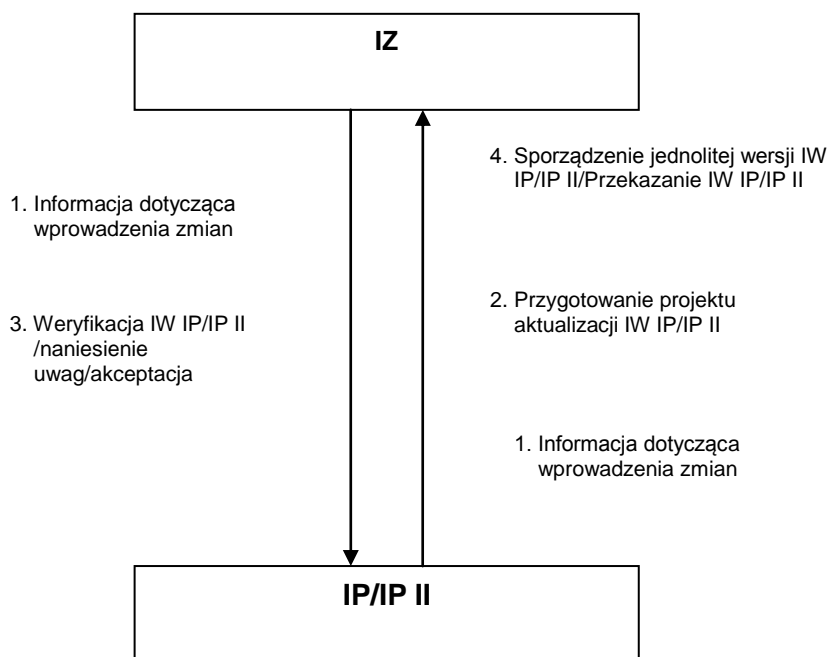 IZ
4. Sporządzenie jednolitej wersji IW
IP/IP II/Przekazanie IW IP/IP II
1. Informacja dotycząca
wprowadzenia zmian
3. Weryfikacja IW IP/IP II
/naniesienie
uwag/akceptacja
2. Przygotowanie projektu
aktualizacji IW IP/IP II
1. Informacja dotycząca
wprowadzenia zmian
IP/IP II